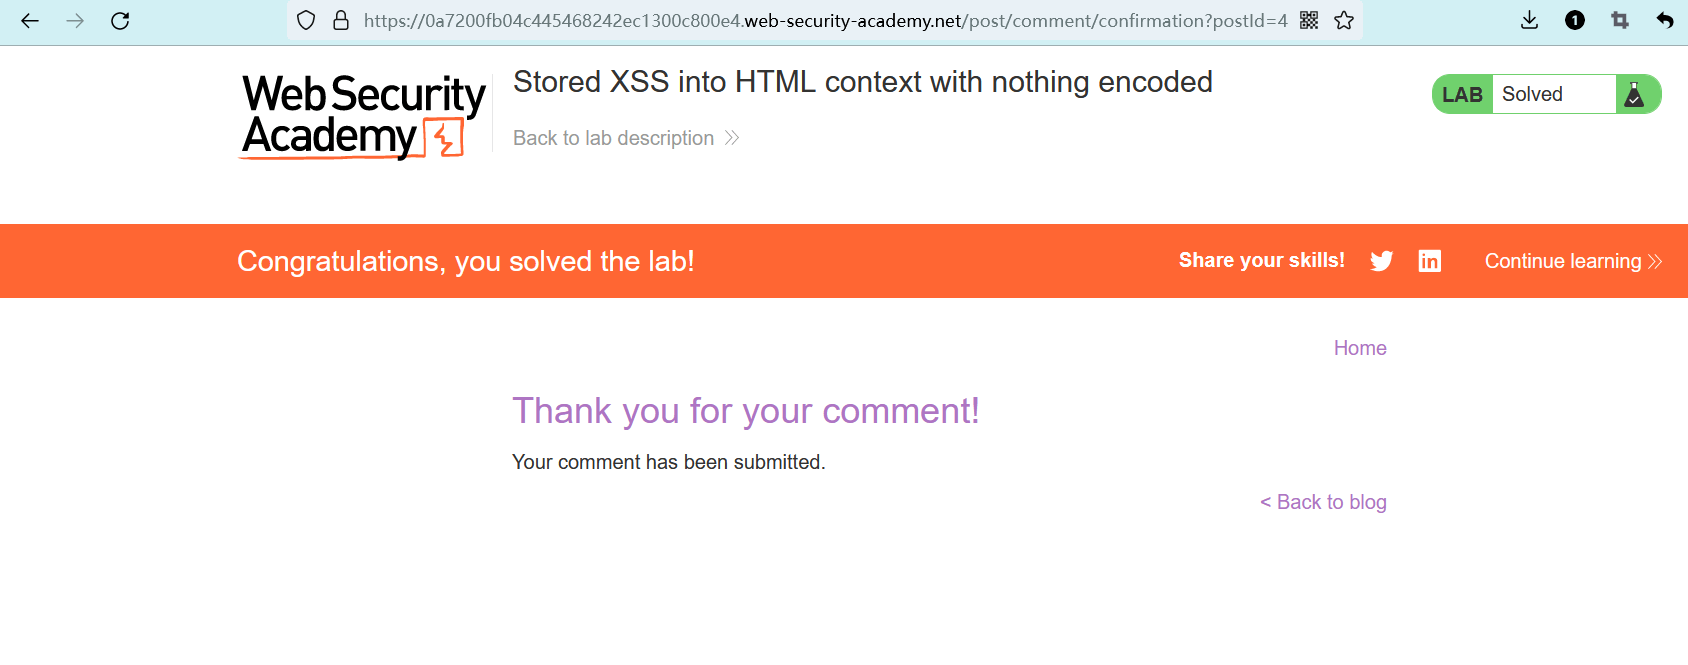 https://0a7200fb04c445468242ec1300c800e4.web-security-academy.net/post/comment/confirmation?postId=4
1
Web Security
Academy
Stored XSS into HTML context with nothing encoded
Back to lab description
LAB Solved
Congratulations, you solved the lab!
Share your skills!
Continue learning
Home
Thank you for your comment!
Your comment has been submitted.
< Back to blog